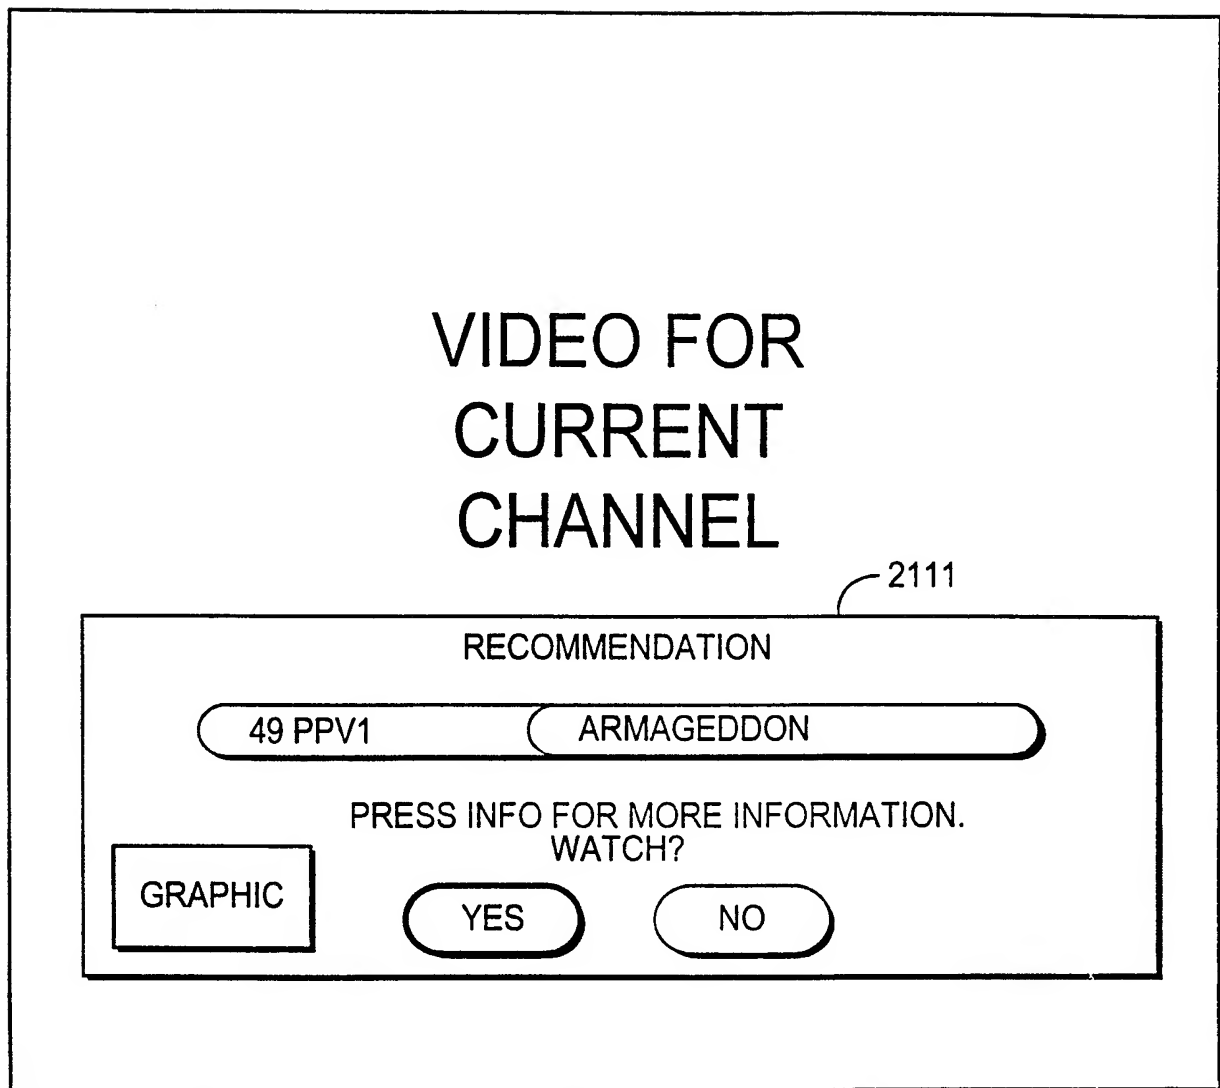 VIDEO FOR
CURRENT
CHANNEL
2111
RECOMMENDATION
49 PPV1 ARMAGEDDON
PRESS INFO FOR MORE INFORMATION.
WATCH?
GRAPHIC YES NO